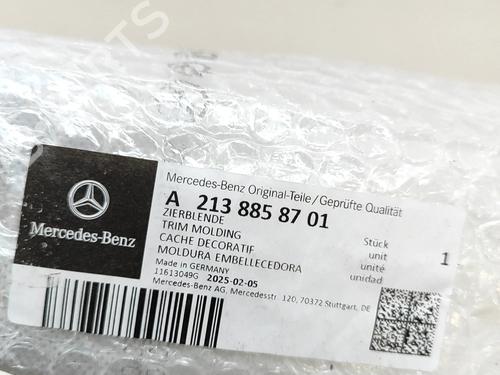 PARTS
Mercedes-Benz
Mercedes-Benz Original-Teile/Geprüfte Qualität
A 213 885 87 01
ZIERBLENDE
TRIM MOLDING
CACHE DECORATIF
MOLDURA EMBELLECEDORA
Stück
unit 1
unité
unidad
Made in GERMANY
11613049G 2025-02-05
Mercedes-Benz AG, Mercedesstr. 120, 70372 Stuttgart, DE